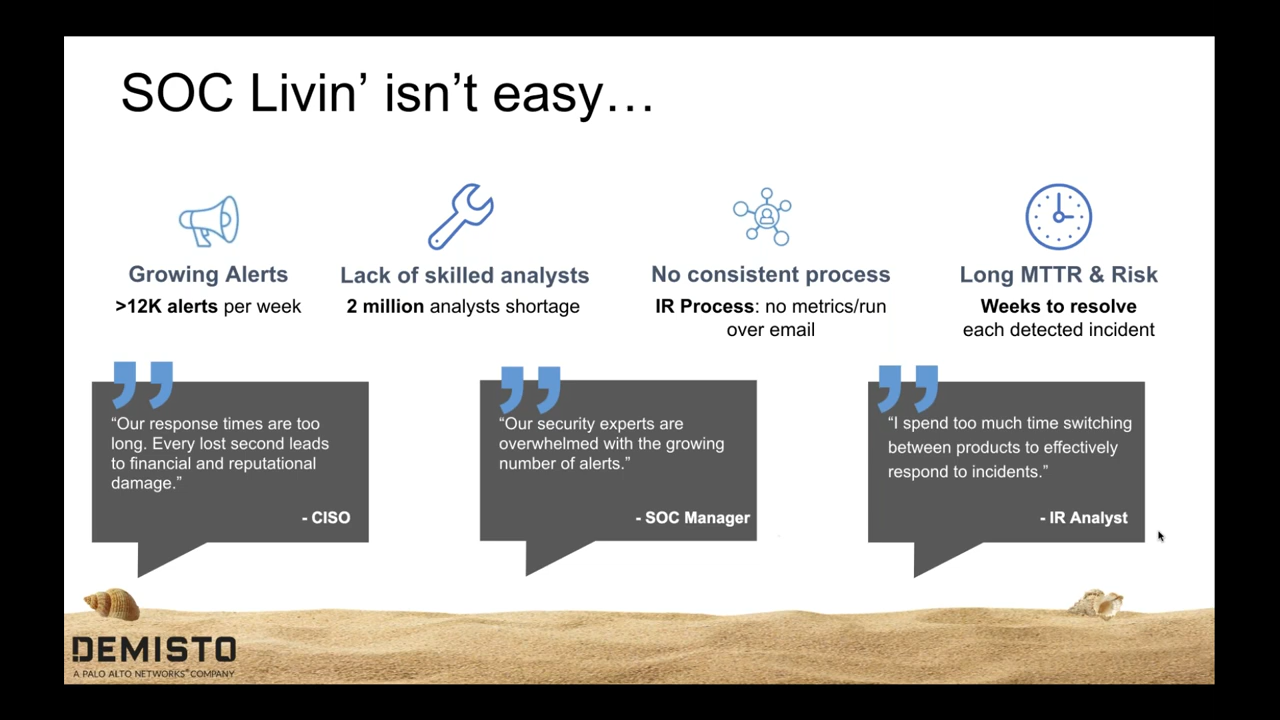 SOC Livin’ isn’t easy…
Growing Alerts
>12K alerts per week
Lack of skilled analysts
2 million analysts shortage
No consistent process
IR Process: no metrics/run
over email
Long MTTR & Risk
Weeks to resolve
each detected incident
“Our response times are too
long. Every lost second leads
to financial and reputational
damage.”
- CISO
“Our security experts are
overwhelmed with the growing
number of alerts.”
- SOC Manager
“I spend too much time switching
between products to effectively
respond to incidents.”
- IR Analyst
DEMISTO
A PALO ALTO NETWORKS® COMPANY